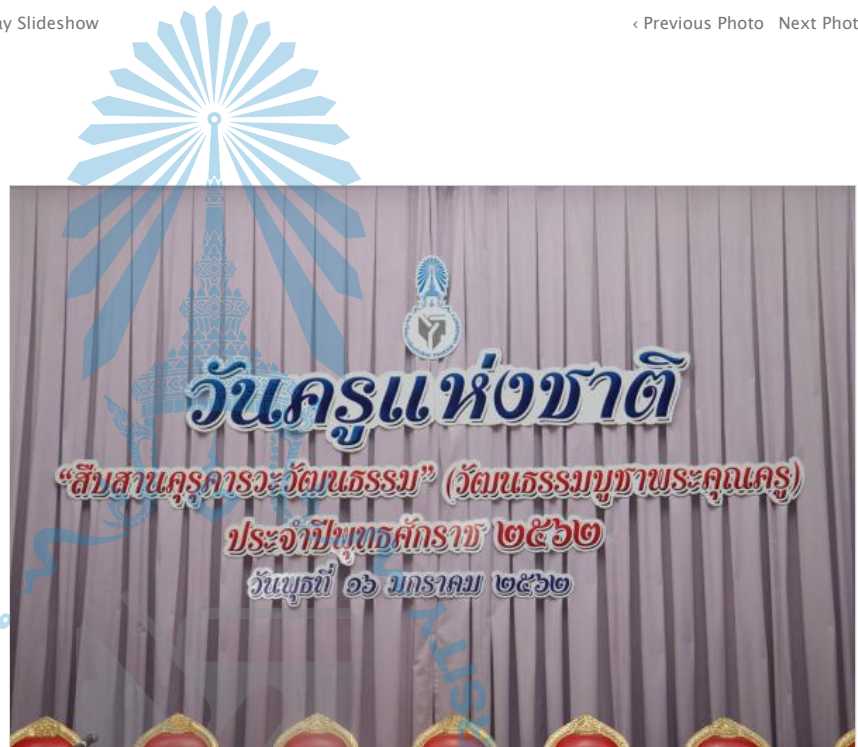 ay Slideshow
‹ Previous Photo Next Phot
วันครูแห่งชาติ
“สืบสานคุรุคารวะวัฒนธรรม” (วัฒนธรรมบูชาพระคุณครู)
ประจำปีพุทธศักราช ๒๕๖๒
วันพุธที่ ๑๖ มกราคม ๒๕๖๒
SITY